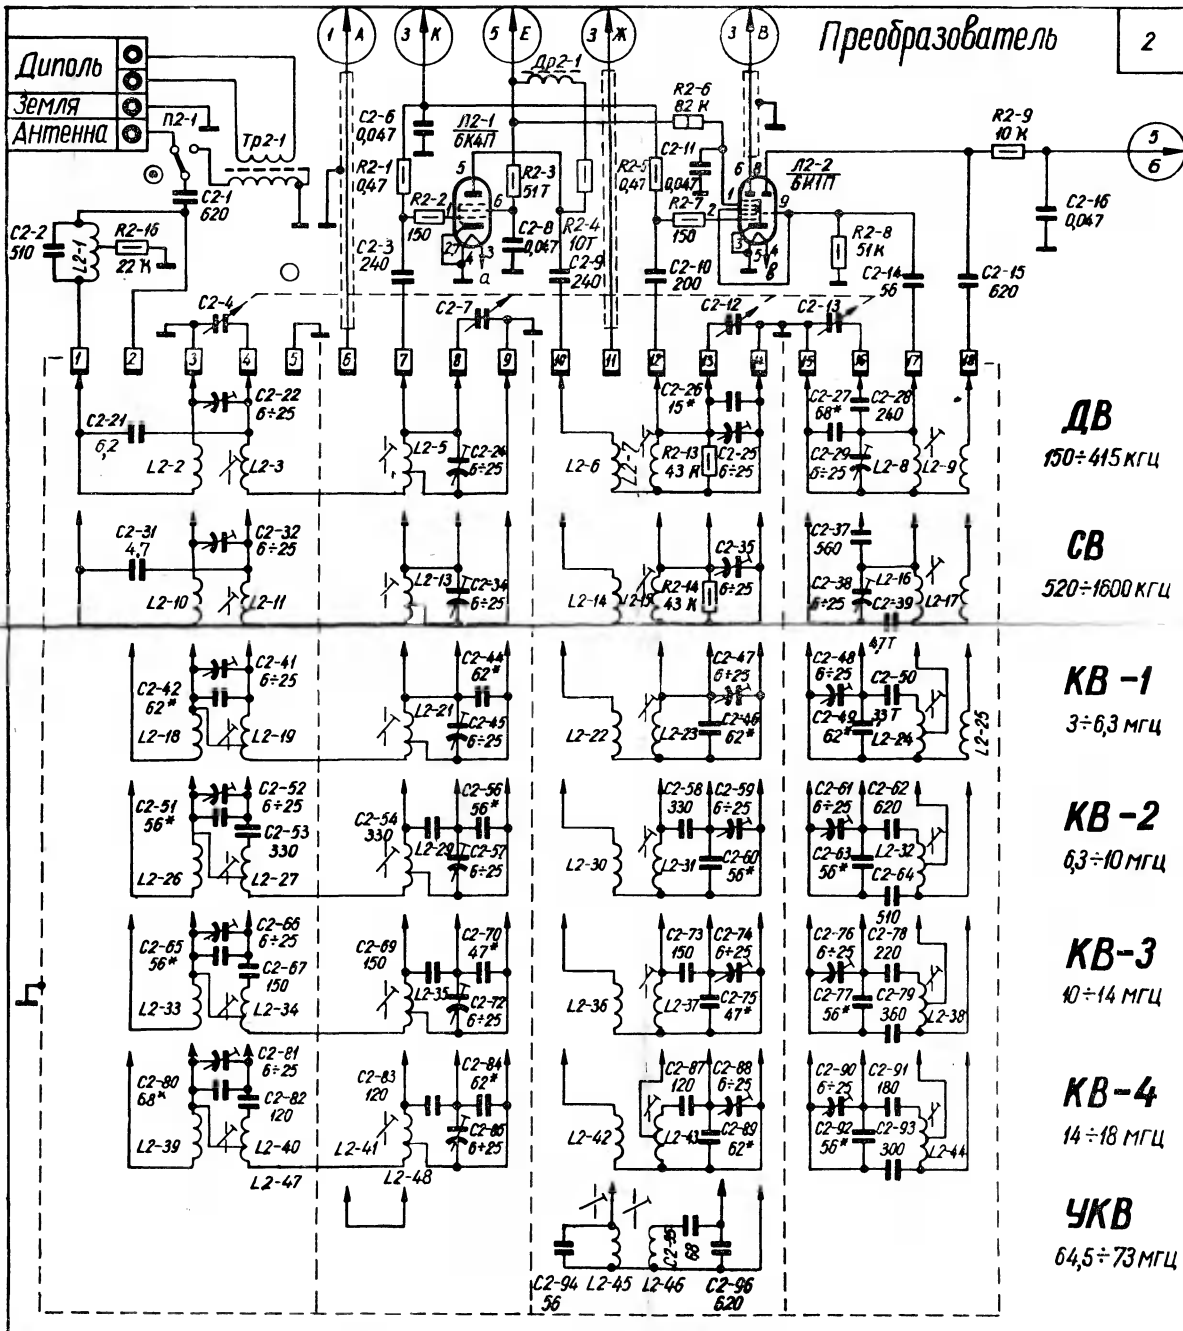 Преобразователь
2
Диполь
Земля
Антенна
П2-1
Тр2-1
С2-1
620
С2-2
510
L2-1
R2-16
22 К
1 А
3 К
5 Е
3 Ж
3 В
Др2-1
С2-6
0,047
R2-1
0,47
R2-2
150
С2-3
240
Л2-1
6К4П
5
1
6
2
7
4
3
а
R2-3
51Т
С2-8
0,047
R2-4
10Т
С2-9
240
R2-5
0,47
R2-6
82 К
С2-11
0,047
R2-7
150
С2-10
200
Л2-2
6И1П
6
8
1
2
9
3
5
4
в
R2-8
51К
С2-14
56
С2-15
620
R2-9
10 К
С2-16
0,047
5
6
С2-4
С2-7
С2-12
С2-13
1
2
3
4
5
6
7
8
9
10
11
12
13
14
15
16
17
18
С2-21
6,2
С2-22
6÷25
L2-2
L2-3
L2-5
С2-24
6÷25
L2-6
L2-7
С2-26
15*
R2-13
43 К
С2-25
6÷25
С2-27
68*
С2-28
240
С2-29
6÷25
L2-8
L2-9
ДВ
150÷415 кГц
С2-31
4,7
С2-32
6÷25
L2-10
L2-11
L2-13
С2-34
6÷25
L2-14
L2-15
R2-14
43 К
С2-35
6÷25
С2-37
560
С2-38
6÷25
L2-16
С2-39
4,7Т
L2-17
СВ
520÷1600 кГц
С2-41
6÷25
С2-42
62*
L2-18
L2-19
L2-21
С2-44
62*
С2-45
6÷25
L2-22
L2-23
С2-47
6÷25
С2-46
62*
С2-48
6÷25
С2-49
62*
С2-50
33Т
L2-24
L2-25
КВ-1
3÷6,3 МГц
С2-51
56*
С2-52
6÷25
С2-53
330
L2-26
L2-27
С2-54
330
L2-29
С2-56
56*
С2-57
6÷25
L2-30
L2-31
С2-58
330
С2-59
6÷25
С2-60
56*
С2-61
6÷25
С2-62
620
С2-63
56*
L2-32
С2-64
510
КВ-2
6,3÷10 МГц
С2-65
56*
С2-66
6÷25
С2-67
150
L2-33
L2-34
С2-69
150
L2-35
С2-70
47*
С2-72
6÷25
L2-36
L2-37
С2-73
150
С2-74
6÷25
С2-75
47*
С2-76
6÷25
С2-78
220
С2-77
56*
С2-79
360
L2-38
КВ-3
10÷14 МГц
С2-80
68*
С2-81
6÷25
С2-82
120
L2-39
L2-40
L2-47
L2-41
L2-48
С2-83
120
С2-84
62*
С2-86
6÷25
L2-42
L2-43
С2-87
120
С2-88
6÷25
С2-89
62*
С2-90
6÷25
С2-91
180
С2-92
56*
С2-93
300
L2-44
КВ-4
14÷18 МГц
С2-94
56
L2-45
L2-46
С2-95
68
С2-96
620
УКВ
64,5÷73 МГц